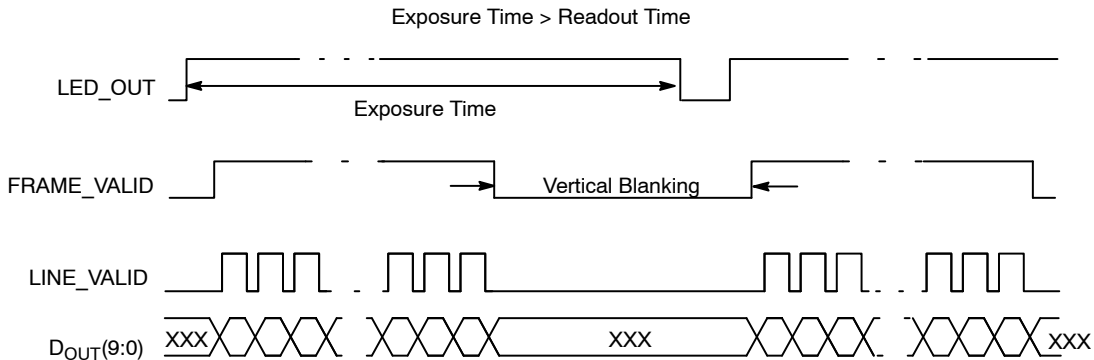 Exposure Time > Readout Time
LED_OUT
Exposure Time
FRAME_VALID
Vertical Blanking
LINE_VALID
DOUT(9:0)
XXX
XXX
XXX